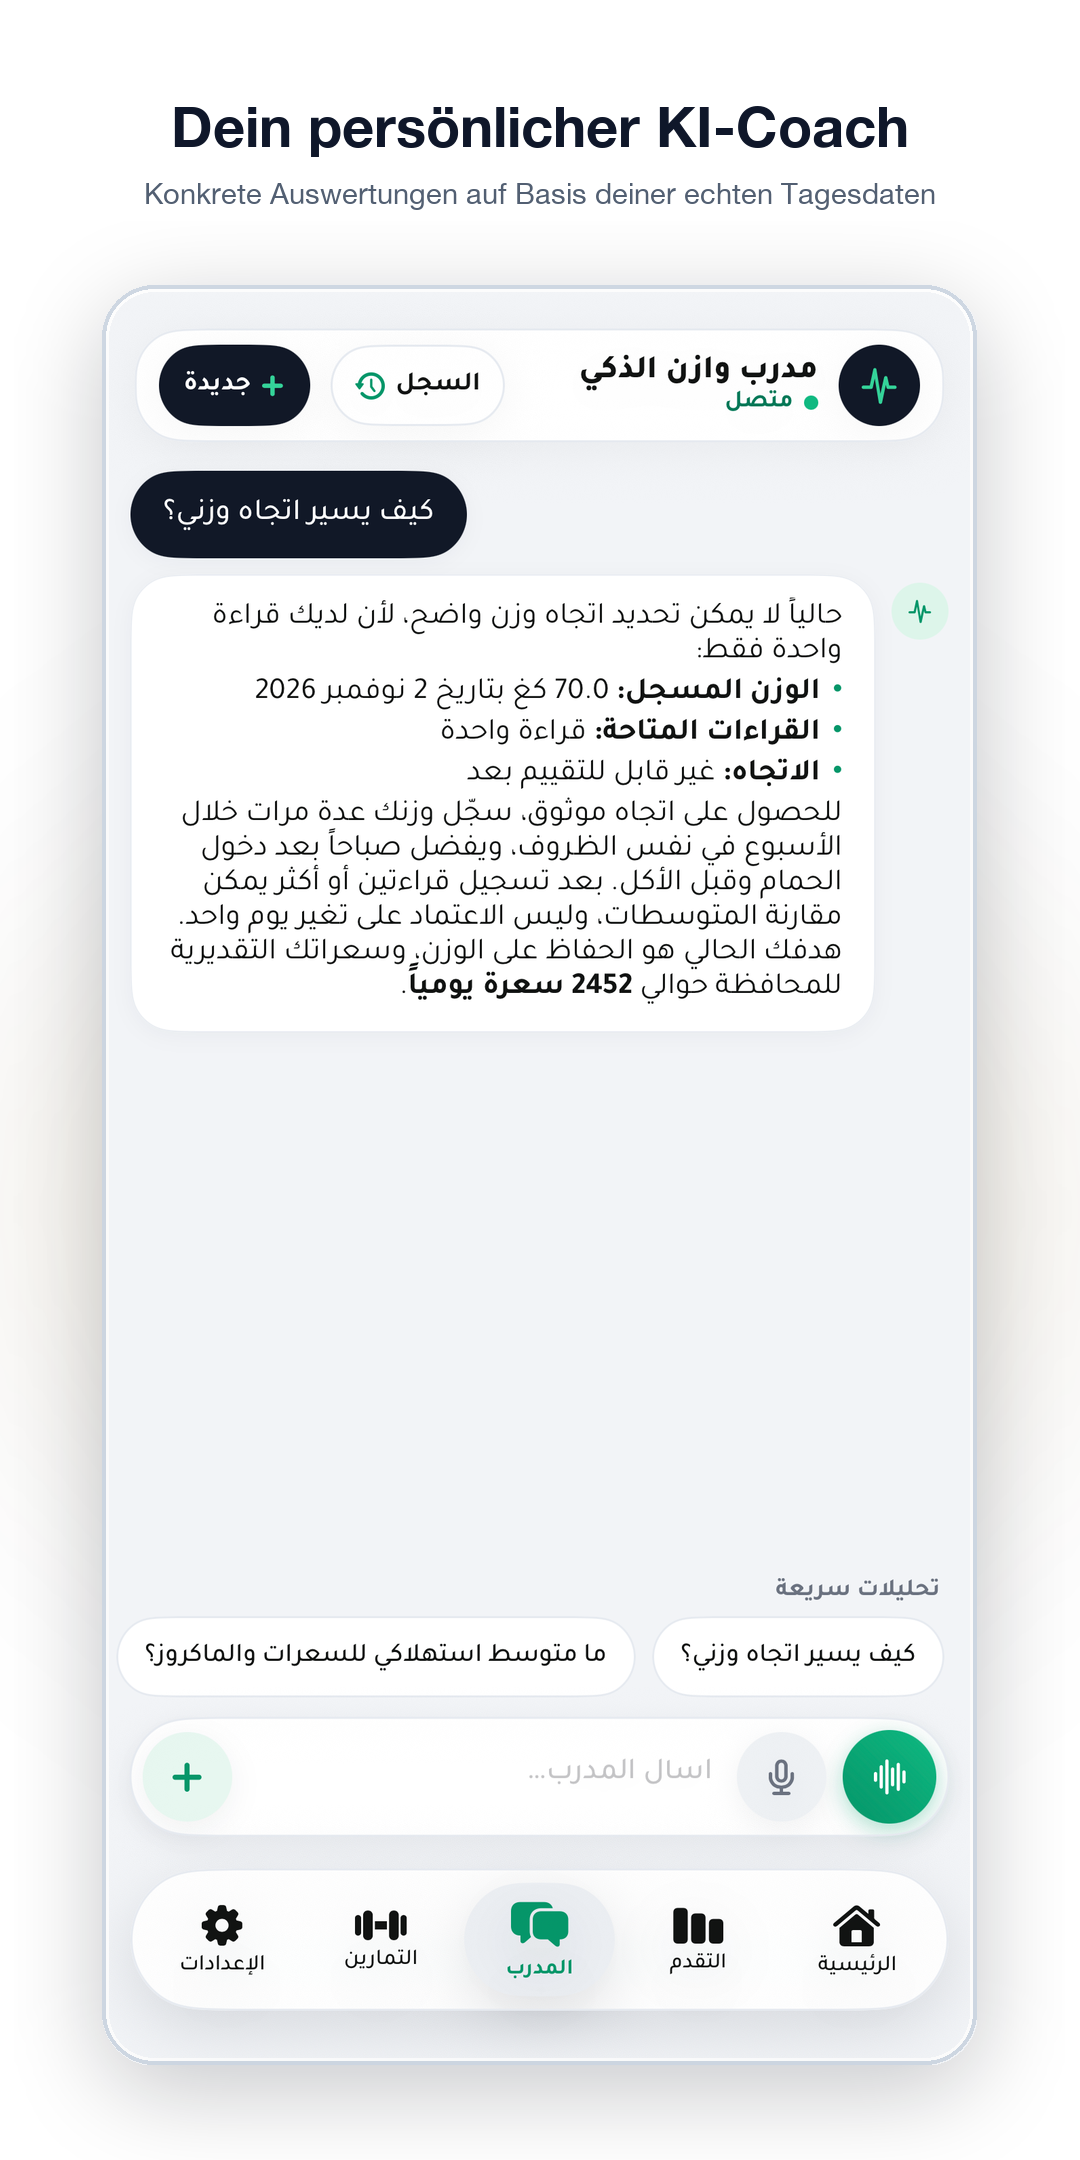 Dein persönlicher KI-Coach
Konkrete Auswertungen auf Basis deiner echten Tagesdaten
مدرب وازن الذكي
متصل
السجل
جديدة
كيف يسير اتجاه وزني؟
حالياً لا يمكن تحديد اتجاه وزن واضح، لأن لديك قراءة
واحدة فقط:
• الوزن المسجل: 70.0 كغ بتاريخ 2 نوفمبر 2026
• القراءات المتاحة: قراءة واحدة
• الاتجاه: غير قابل للتقييم بعد
للحصول على اتجاه موثوق، سجّل وزنك عدة مرات خلال
الأسبوع في نفس الظروف، ويفضل صباحاً بعد دخول
الحمام وقبل الأكل. بعد تسجيل قراءتين أو أكثر يمكن
مقارنة المتوسطات، وليس الاعتماد على تغير يوم واحد.
هدفك الحالي هو الحفاظ على الوزن، وسعراتك التقديرية
للمحافظة حوالي 2452 سعرة يومياً.
تحليلات سريعة
كيف يسير اتجاه وزني؟
ما متوسط استهلاكي للسعرات والماكروز؟
اسال المدرب...
الرئيسية
التقدم
المدرب
التمارين
الإعدادات